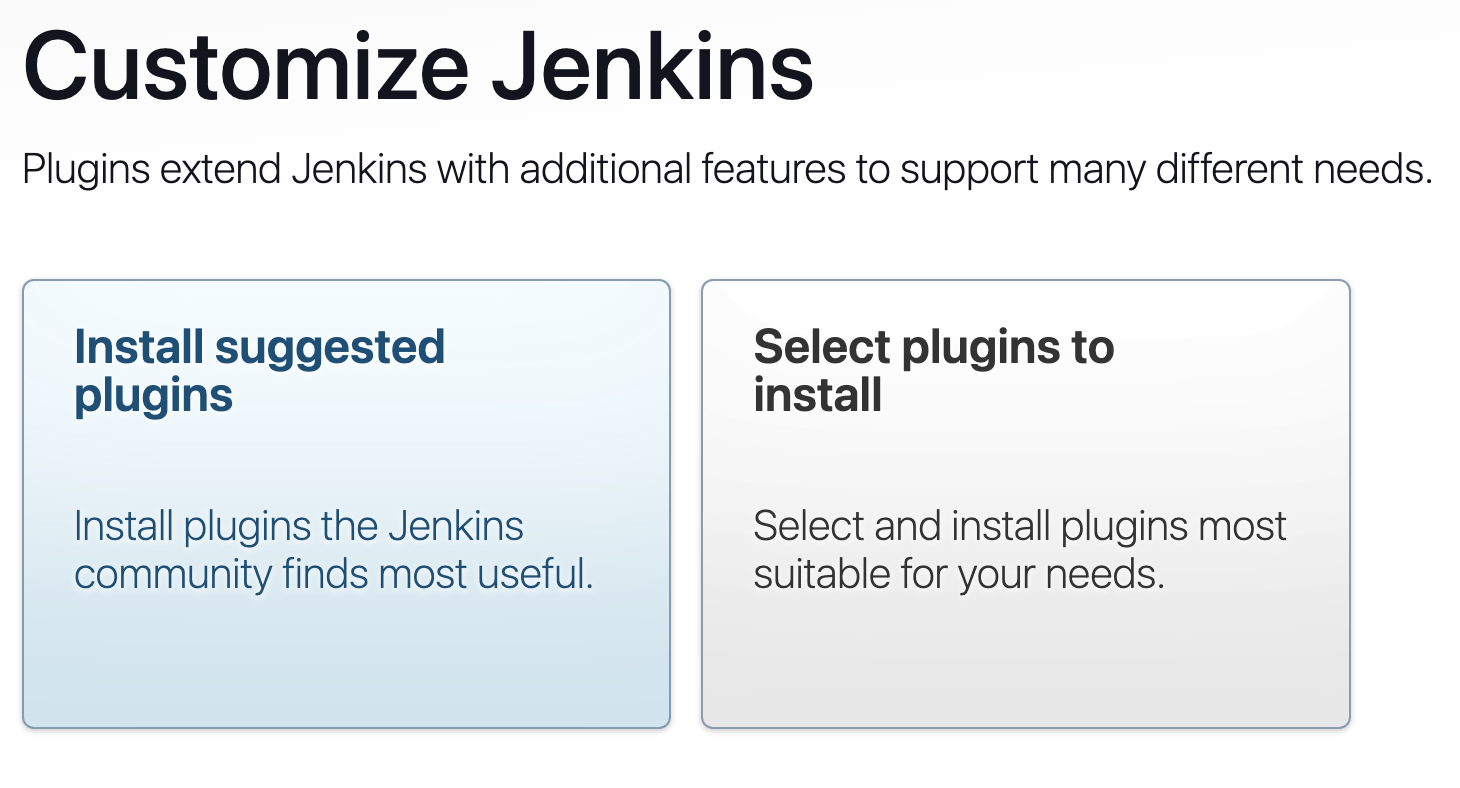 Customize Jenkins
Plugins extend Jenkins with additional features to support many different needs.
Install suggested
plugins
Install plugins the Jenkins
community finds most useful.
Select plugins to
install
Select and install plugins most
suitable for your needs.